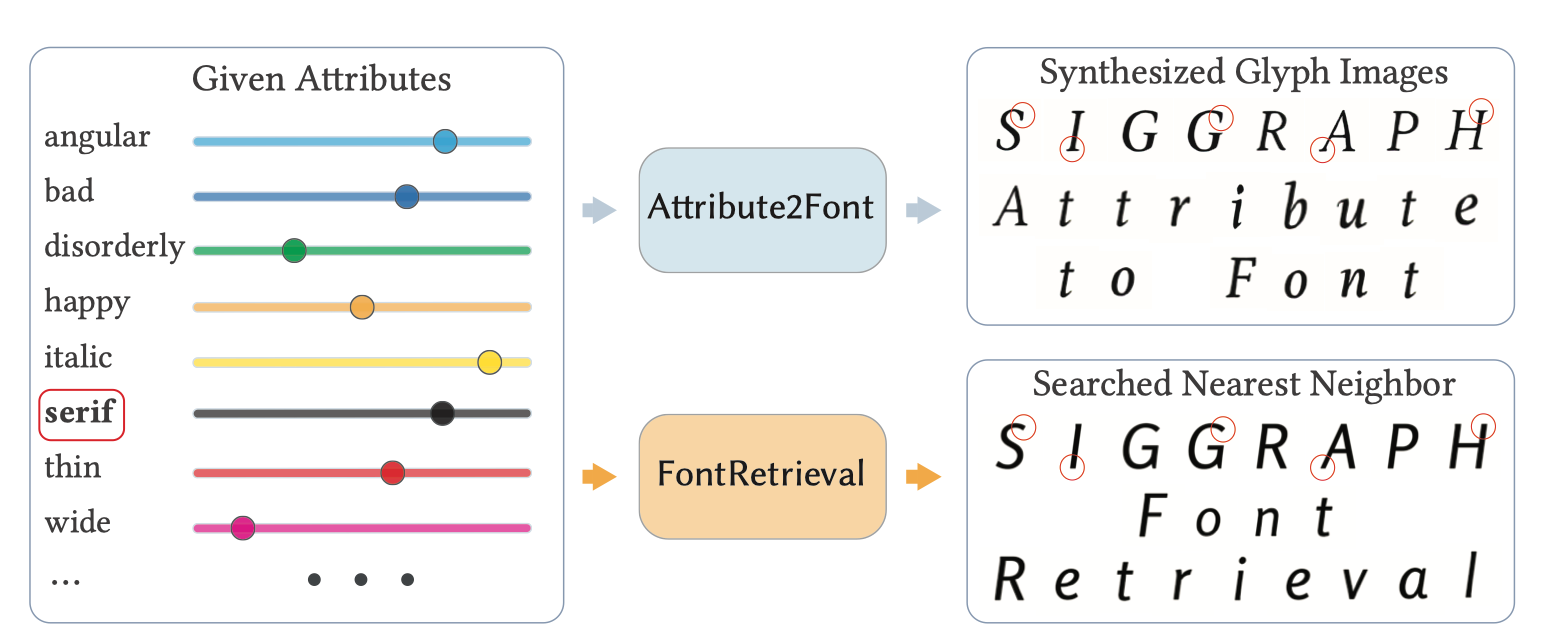 Given Attributes
angular
bad
disorderly
happy
italic
serif
thin
wide
...
Attribute2Font
FontRetrieval
Synthesized Glyph Images
S I G G R A P H
A t t r i b u t e
t o F o n t
Searched Nearest Neighbor
S I G G R A P H
F o n t
R e t r i e v a l